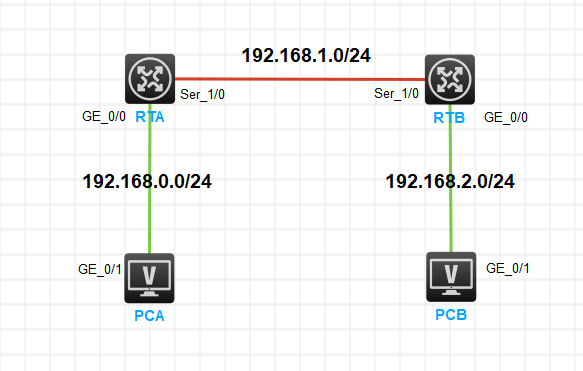 192.168.1.0/24
Ser_1/0
Ser_1/0
GE_0/0
RTA
RTB
GE_0/0
192.168.0.0/24
192.168.2.0/24
GE_0/1
V
V
GE_0/1
PCA
PCB